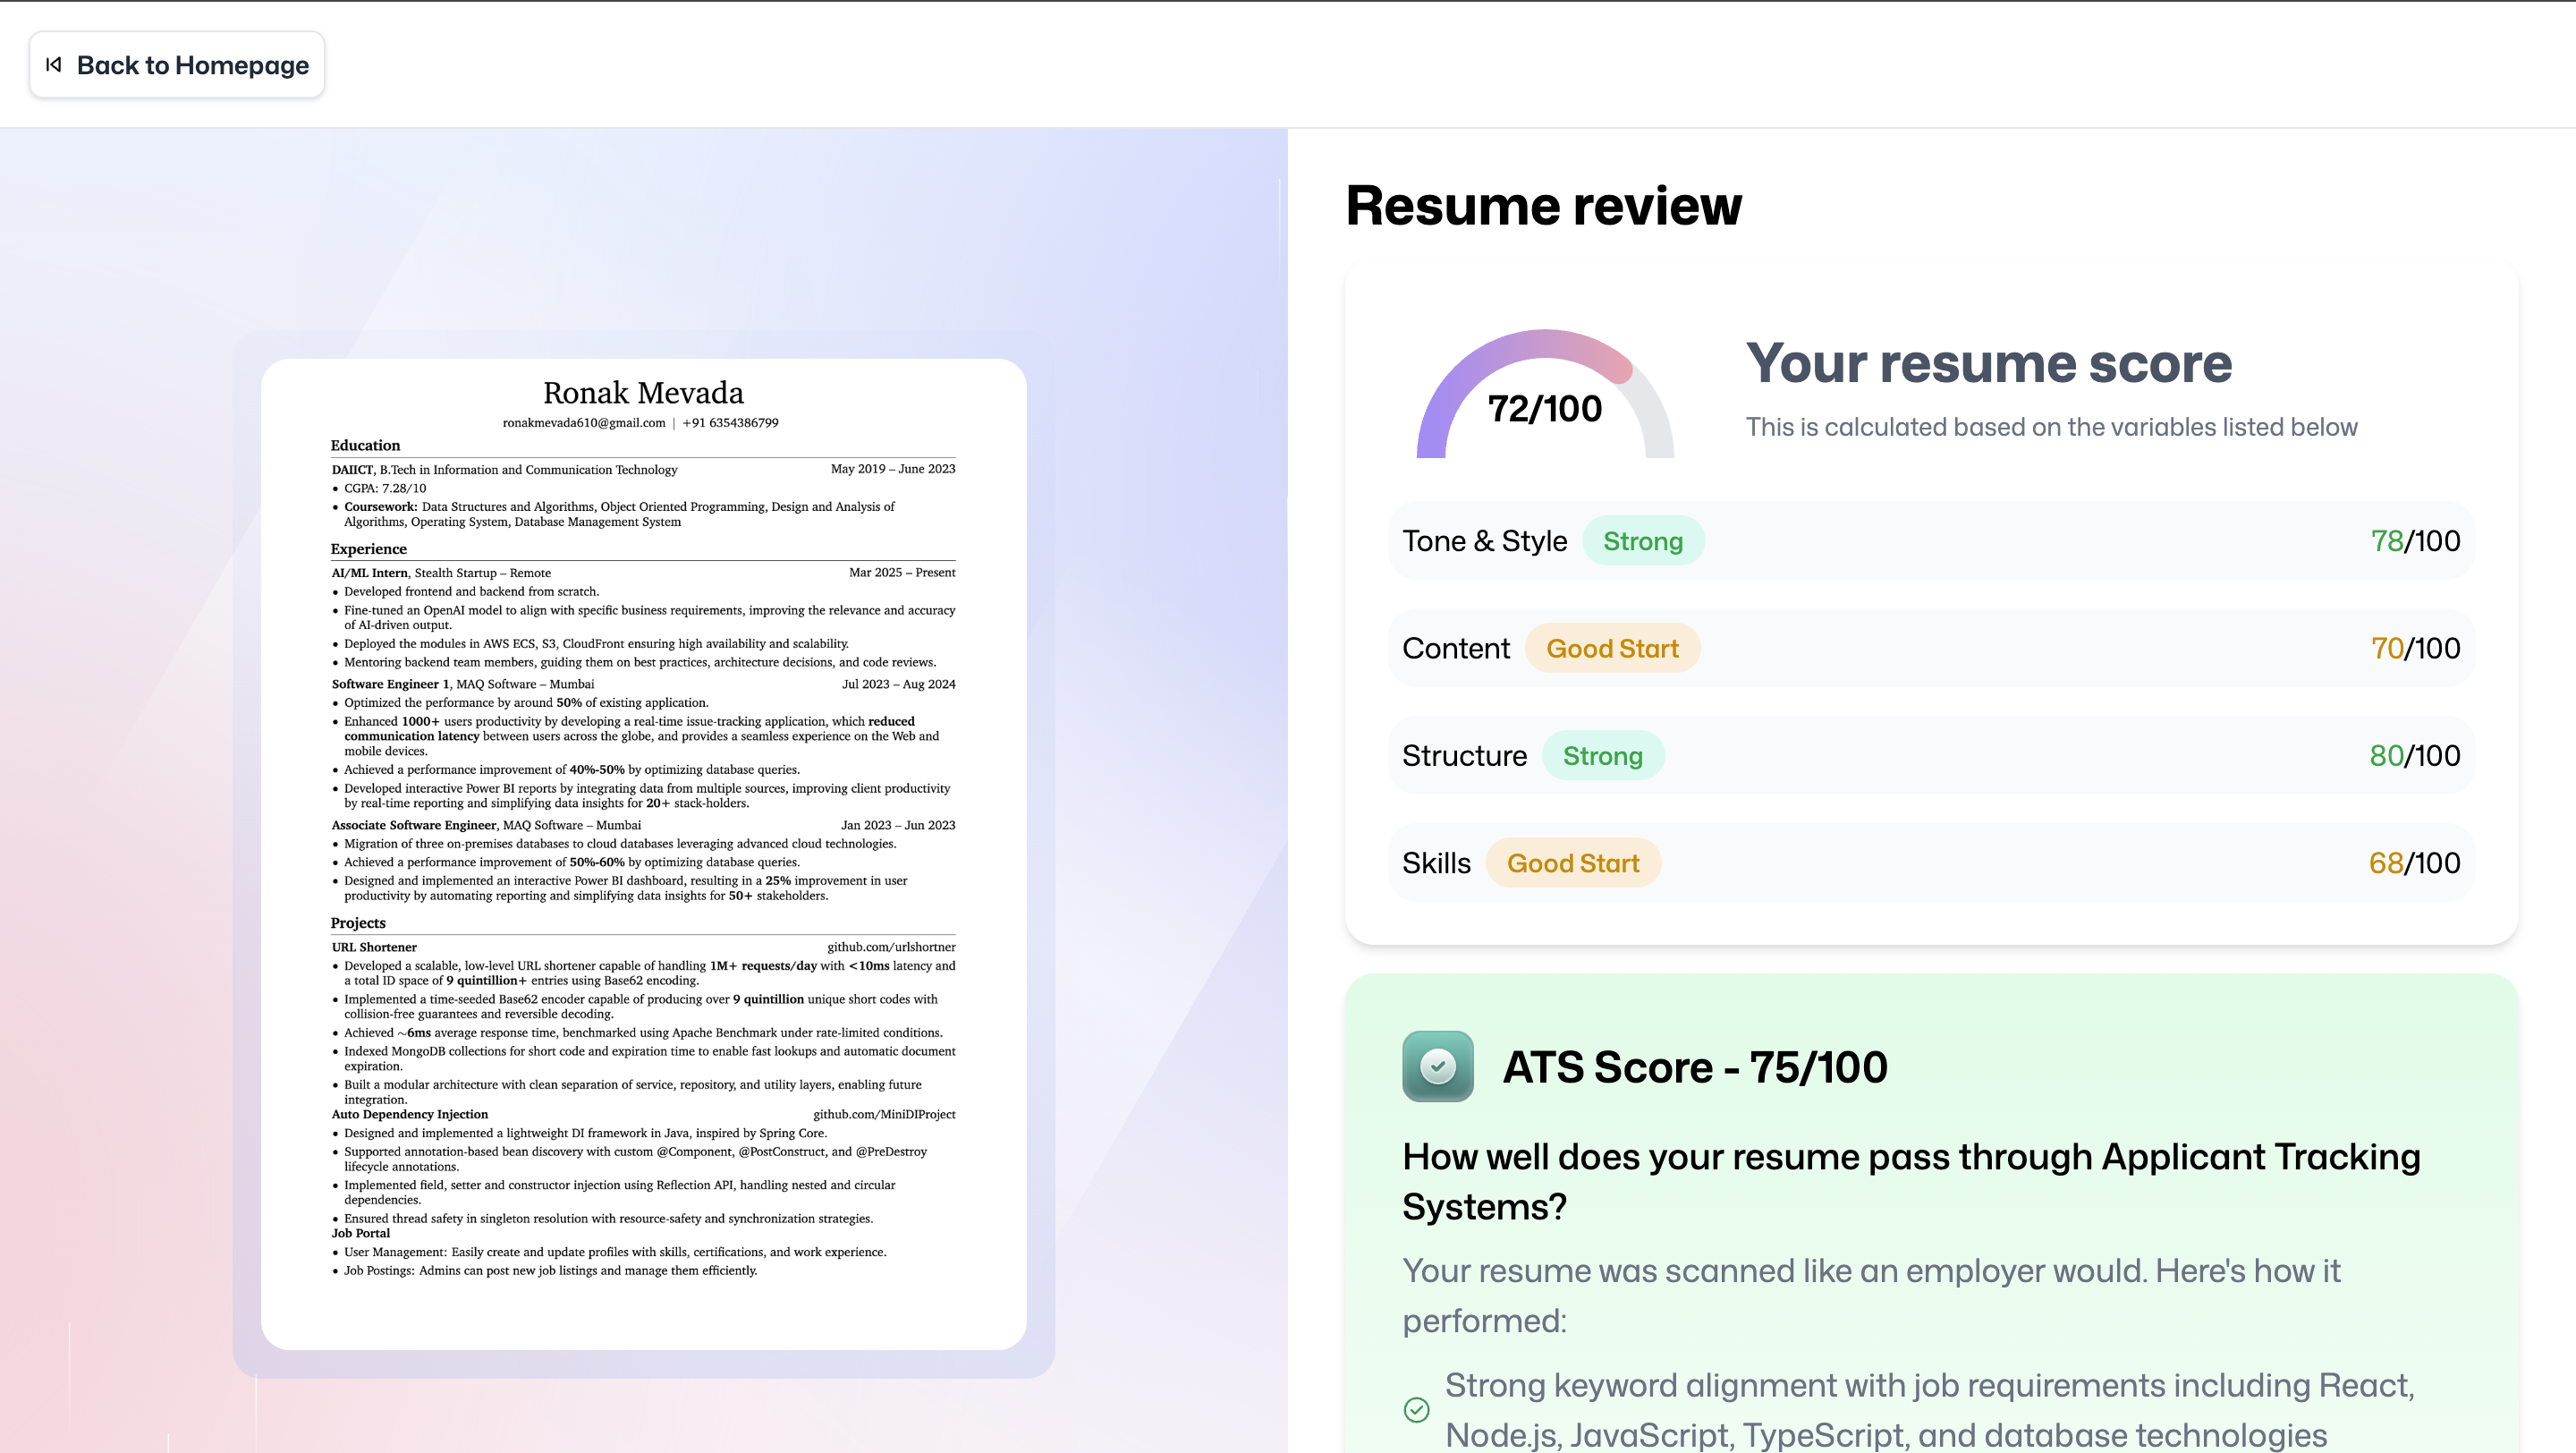 Back to Homepage
Ronak Mevada
ronakmevada610@gmail.com | +91 6354386799
Education
DAIICT, B.Tech in Information and Communication Technology May 2019 – June 2023
• CGPA: 7.28/10
• Coursework: Data Structures and Algorithms, Object Oriented Programming, Design and Analysis of
Algorithms, Operating System, Database Management System
Experience
AI/ML Intern, Stealth Startup – Remote Mar 2025 – Present
• Developed frontend and backend from scratch.
• Fine-tuned an OpenAI model to align with specific business requirements, improving the relevance and accuracy
of AI-driven output.
• Deployed the modules in AWS ECS, S3, CloudFront ensuring high availability and scalability.
• Mentoring backend team members, guiding them on best practices, architecture decisions, and code reviews.
Software Engineer 1, MAQ Software – Mumbai Jul 2023 – Aug 2024
• Optimized the performance by around 50% of existing application.
• Enhanced 1000+ users productivity by developing a real-time issue-tracking application, which reduced
communication latency between users across the globe, and provides a seamless experience on the Web and
mobile devices.
• Achieved a performance improvement of 40%-50% by optimizing database queries.
• Developed interactive Power BI reports by integrating data from multiple sources, improving client productivity
by real-time reporting and simplifying data insights for 20+ stack-holders.
Associate Software Engineer, MAQ Software – Mumbai Jan 2023 – Jun 2023
• Migration of three on-premises databases to cloud databases leveraging advanced cloud technologies.
• Achieved a performance improvement of 50%-60% by optimizing database queries.
• Designed and implemented an interactive Power BI dashboard, resulting in a 25% improvement in user
productivity by automating reporting and simplifying data insights for 50+ stakeholders.
Projects
URL Shortener github.com/urlshortner
• Developed a scalable, low-level URL shortener capable of handling 1M+ requests/day with <10ms latency and
a total ID space of 9 quintillion+ entries using Base62 encoding.
• Implemented a time-seeded Base62 encoder capable of producing over 9 quintillion unique short codes with
collision-free guarantees and reversible decoding.
• Achieved ~6ms average response time, benchmarked using Apache Benchmark under rate-limited conditions.
• Indexed MongoDB collections for short code and expiration time to enable fast lookups and automatic document
expiration.
• Built a modular architecture with clean separation of service, repository, and utility layers, enabling future
integration.
Auto Dependency Injection github.com/MiniDIProject
• Designed and implemented a lightweight DI framework in Java, inspired by Spring Core.
• Supported annotation-based bean discovery with custom @Component, @PostConstruct, and @PreDestroy
lifecycle annotations.
• Implemented field, setter and constructor injection using Reflection API, handling nested and circular
dependencies.
• Ensured thread safety in singleton resolution with resource-safety and synchronization strategies.
Job Portal
• User Management: Easily create and update profiles with skills, certifications, and work experience.
• Job Postings: Admins can post new job listings and manage them efficiently.
Resume review
72/100
Your resume score
This is calculated based on the variables listed below
Tone & Style Strong 78/100
Content Good Start 70/100
Structure Strong 80/100
Skills Good Start 68/100
ATS Score - 75/100
How well does your resume pass through Applicant Tracking
Systems?
Your resume was scanned like an employer would. Here's how it
performed:
Strong keyword alignment with job requirements including React,
Node.js, JavaScript, TypeScript, and database technologies